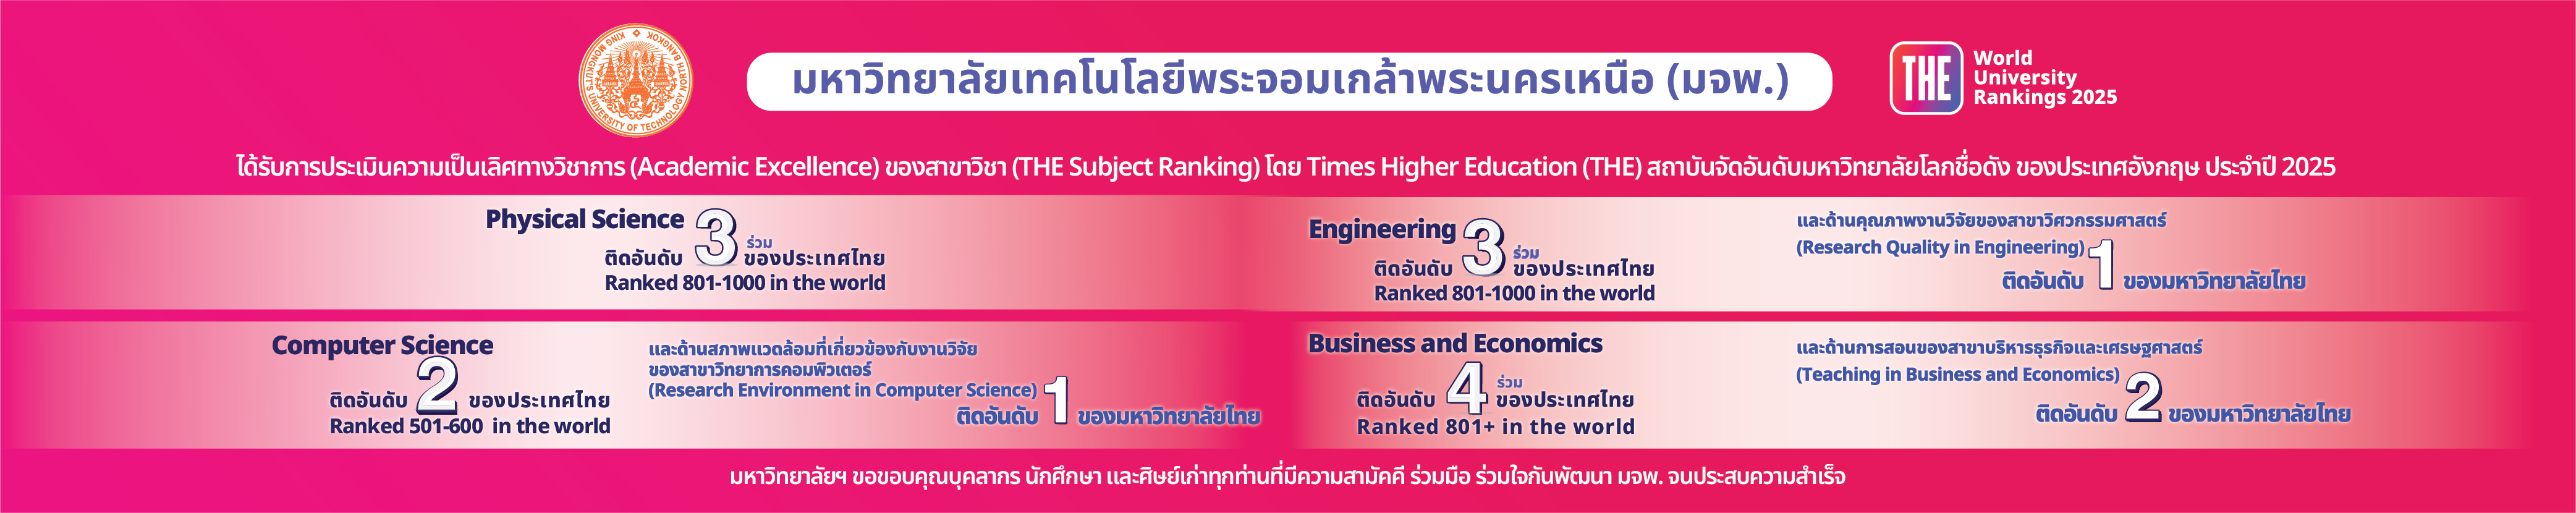 KING MONGKUT'S UNIVERSITY OF TECHNOLOGY NORTH BANGKOK
มหาวิทยาลัยเทคโนโลยีพระจอมเกล้าพระนครเหนือ (มจพ.)
THE
World
University
Rankings 2025
ได้รับการประเมินความเป็นเลิศทางวิชาการ (Academic Excellence) ของสาขาวิชา (THE Subject Ranking) โดย Times Higher Education (THE) สถาบันจัดอันดับมหาวิทยาลัยโลกชื่อดัง ของประเทศอังกฤษ ประจำปี 2025
Physical Science
ติดอันดับ 3 ร่วม ของประเทศไทย
Ranked 801-1000 in the world
Engineering
ติดอันดับ 3 ร่วม ของประเทศไทย
Ranked 801-1000 in the world
และด้านคุณภาพงานวิจัยของสาขาวิศวกรรมศาสตร์
(Research Quality in Engineering)
ติดอันดับ 1 ของมหาวิทยาลัยไทย
Computer Science
ติดอันดับ 2 ของประเทศไทย
Ranked 501-600 in the world
และด้านสภาพแวดล้อมที่เกี่ยวข้องกับงานวิจัย
ของสาขาวิทยาการคอมพิวเตอร์
(Research Environment in Computer Science)
ติดอันดับ 1 ของมหาวิทยาลัยไทย
Business and Economics
ติดอันดับ 4 ร่วม ของประเทศไทย
Ranked 801+ in the world
และด้านการสอนของสาขาบริหารธุรกิจและเศรษฐศาสตร์
(Teaching in Business and Economics)
ติดอันดับ 2 ของมหาวิทยาลัยไทย
มหาวิทยาลัยฯ ขอขอบคุณบุคลากร นักศึกษา และศิษย์เก่าทุกท่านที่มีความสามัคคี ร่วมมือ ร่วมใจกันพัฒนา มจพ. จนประสบความสำเร็จ